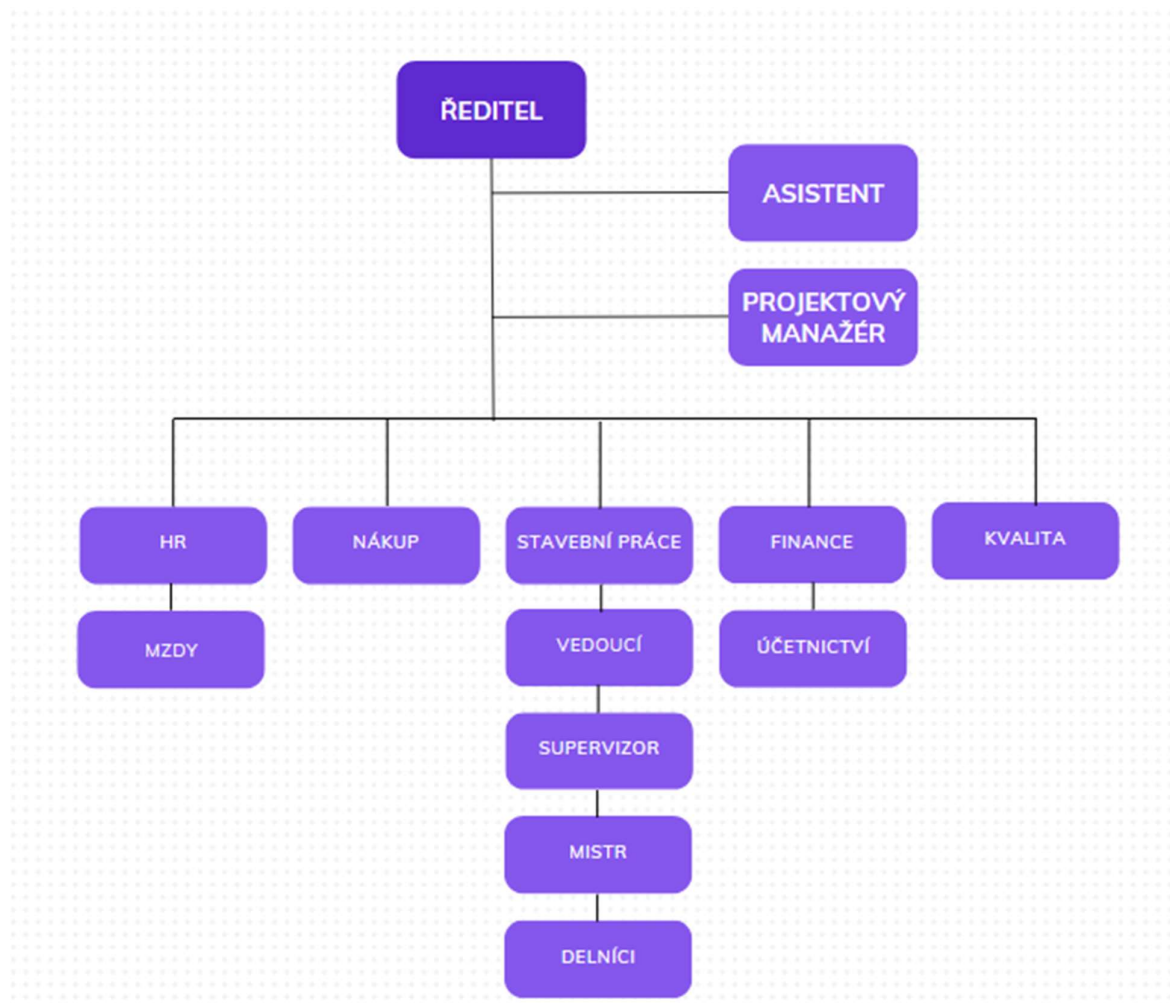 ŘEDITEL
ASISTENT
PROJEKTOVÝ
MANAŽÉR
HR
NÁKUP
STAVEBNÍ PRÁCE
FINANCE
KVALITA
MZDY
VEDOUCÍ
ÚČETNICTVÍ
SUPERVIZOR
MISTR
DELNÍCI